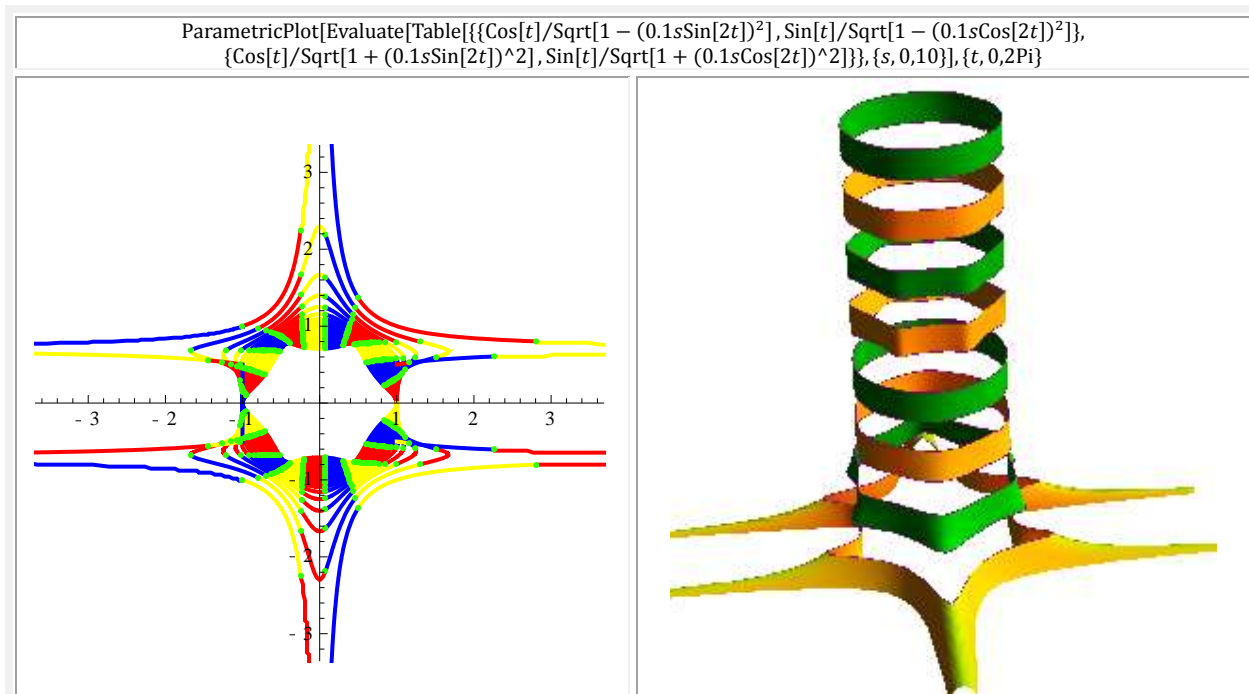 ParametricPlot[Evaluate[Table[{{Cos[t]/Sqrt[1 − (0.1sSin[2t])²] , Sin[t]/Sqrt[1 − (0.1sCos[2t])²]},
{Cos[t]/Sqrt[1 + (0.1sSin[2t])^2] , Sin[t]/Sqrt[1 + (0.1sCos[2t])^2]}}, {s, 0,10}], {t, 0,2Pi}
3
2
1
- 3 - 2 - 1 1 2 3
- 1
- 2
- 3